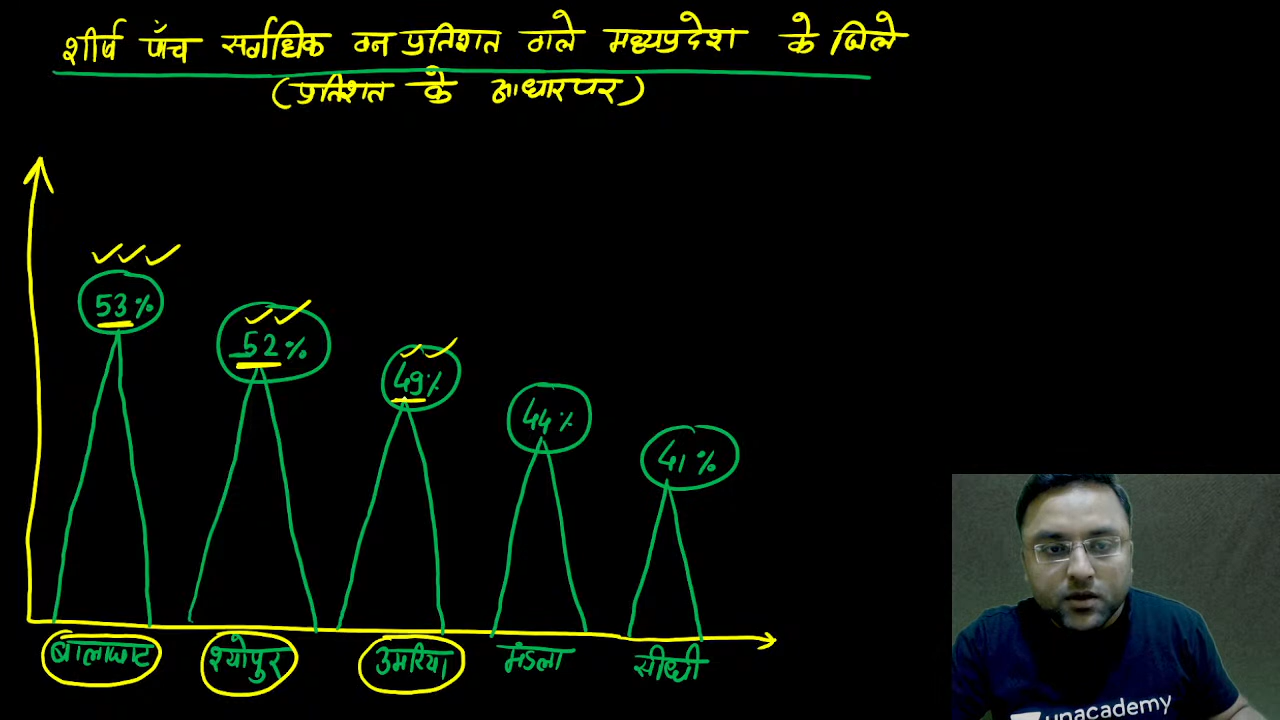 शीर्ष पाँच सर्वाधिक वन प्रतिशत वाले मध्यप्रदेश के जिले
(प्रतिशत के आधार पर)
53%
52%
49%
44%
41%
बालाघाट श्योपुर उमरिया मंडला सीधी
unacademy